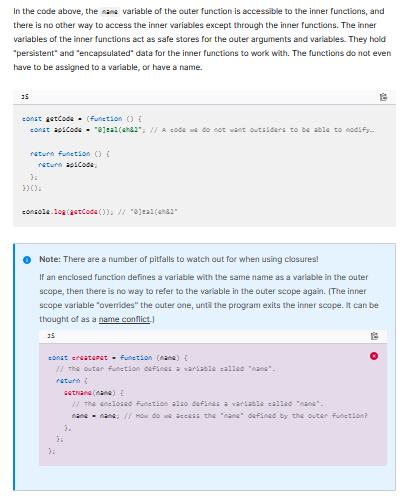 In the code above, the name variable of the outer function is accessible to the inner functions, and
there is no other way to access the inner variables except through the inner functions. The inner
variables of the inner functions act as safe stores for the outer arguments and variables. They hold
"persistent" and "encapsulated" data for the inner functions to work with. The functions do not even
have to be assigned to a variable, or have a name.
JS
const getCode = (function () {
const apiCode = "0]Eal(eh&2"; // A code we do not want outsiders to be able to modify…
return function () {
return apiCode;
};
})();
console.log(getCode()); // "0]Eal(eh&2"
Note: There are a number of pitfalls to watch out for when using closures!
If an enclosed function defines a variable with the same name as a variable in the outer
scope, then there is no way to refer to the variable in the outer scope again. (The inner
scope variable "overrides" the outer one, until the program exits the inner scope. It can be
thought of as a name conflict.)
JS
const createPet = function (name) {
// The outer function defines a variable called "name".
return {
setName(name) {
// The enclosed function also defines a variable called "name".
name = name; // How do we access the "name" defined by the outer function?
},
};
};